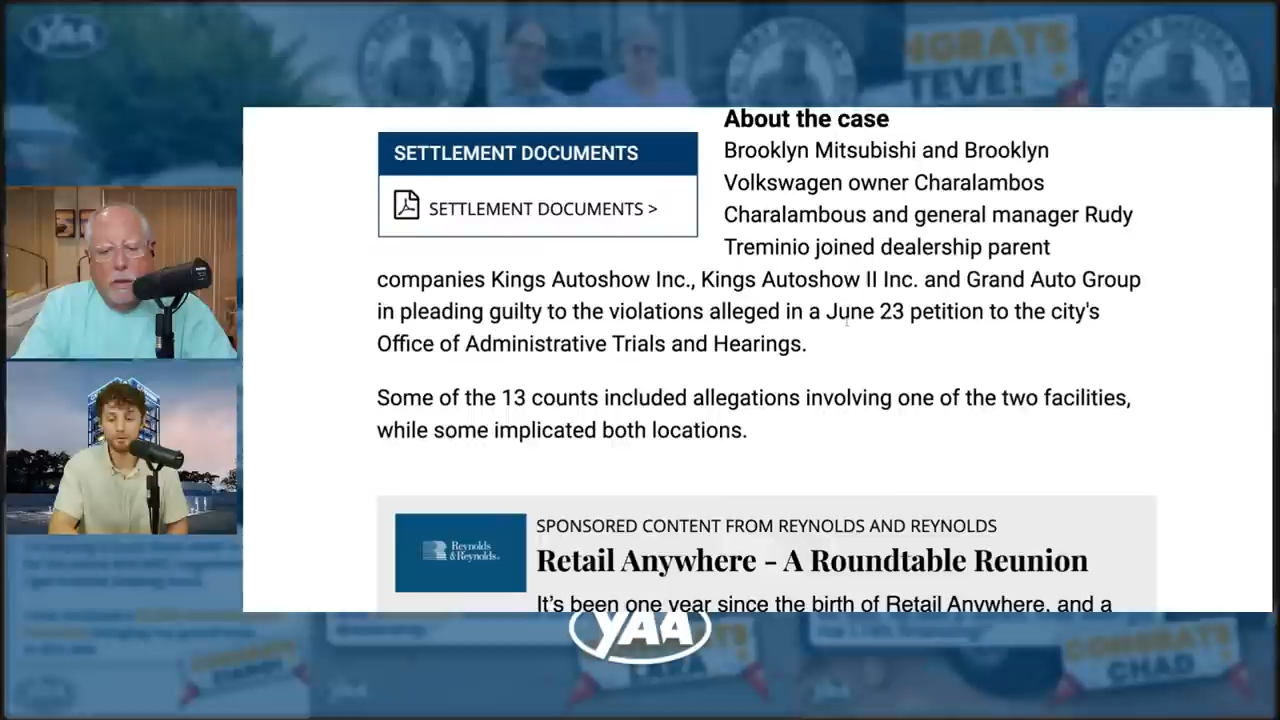 YAA
NGRATS
TEVE!
About the case
SETTLEMENT DOCUMENTS
SETTLEMENT DOCUMENTS >
Brooklyn Mitsubishi and Brooklyn
Volkswagen owner Charalambos
Charalambous and general manager Rudy
Treminio joined dealership parent
companies Kings Autoshow Inc., Kings Autoshow II Inc. and Grand Auto Group
in pleading guilty to the violations alleged in a June 23 petition to the city's
Office of Administrative Trials and Hearings.
Some of the 13 counts included allegations involving one of the two facilities,
while some implicated both locations.
Reynolds
& Reynolds
SPONSORED CONTENT FROM REYNOLDS AND REYNOLDS
Retail Anywhere – A Roundtable Reunion
It's been one year since the birth of Retail Anywhere, and a
YAA
CONGRATS
CHAD